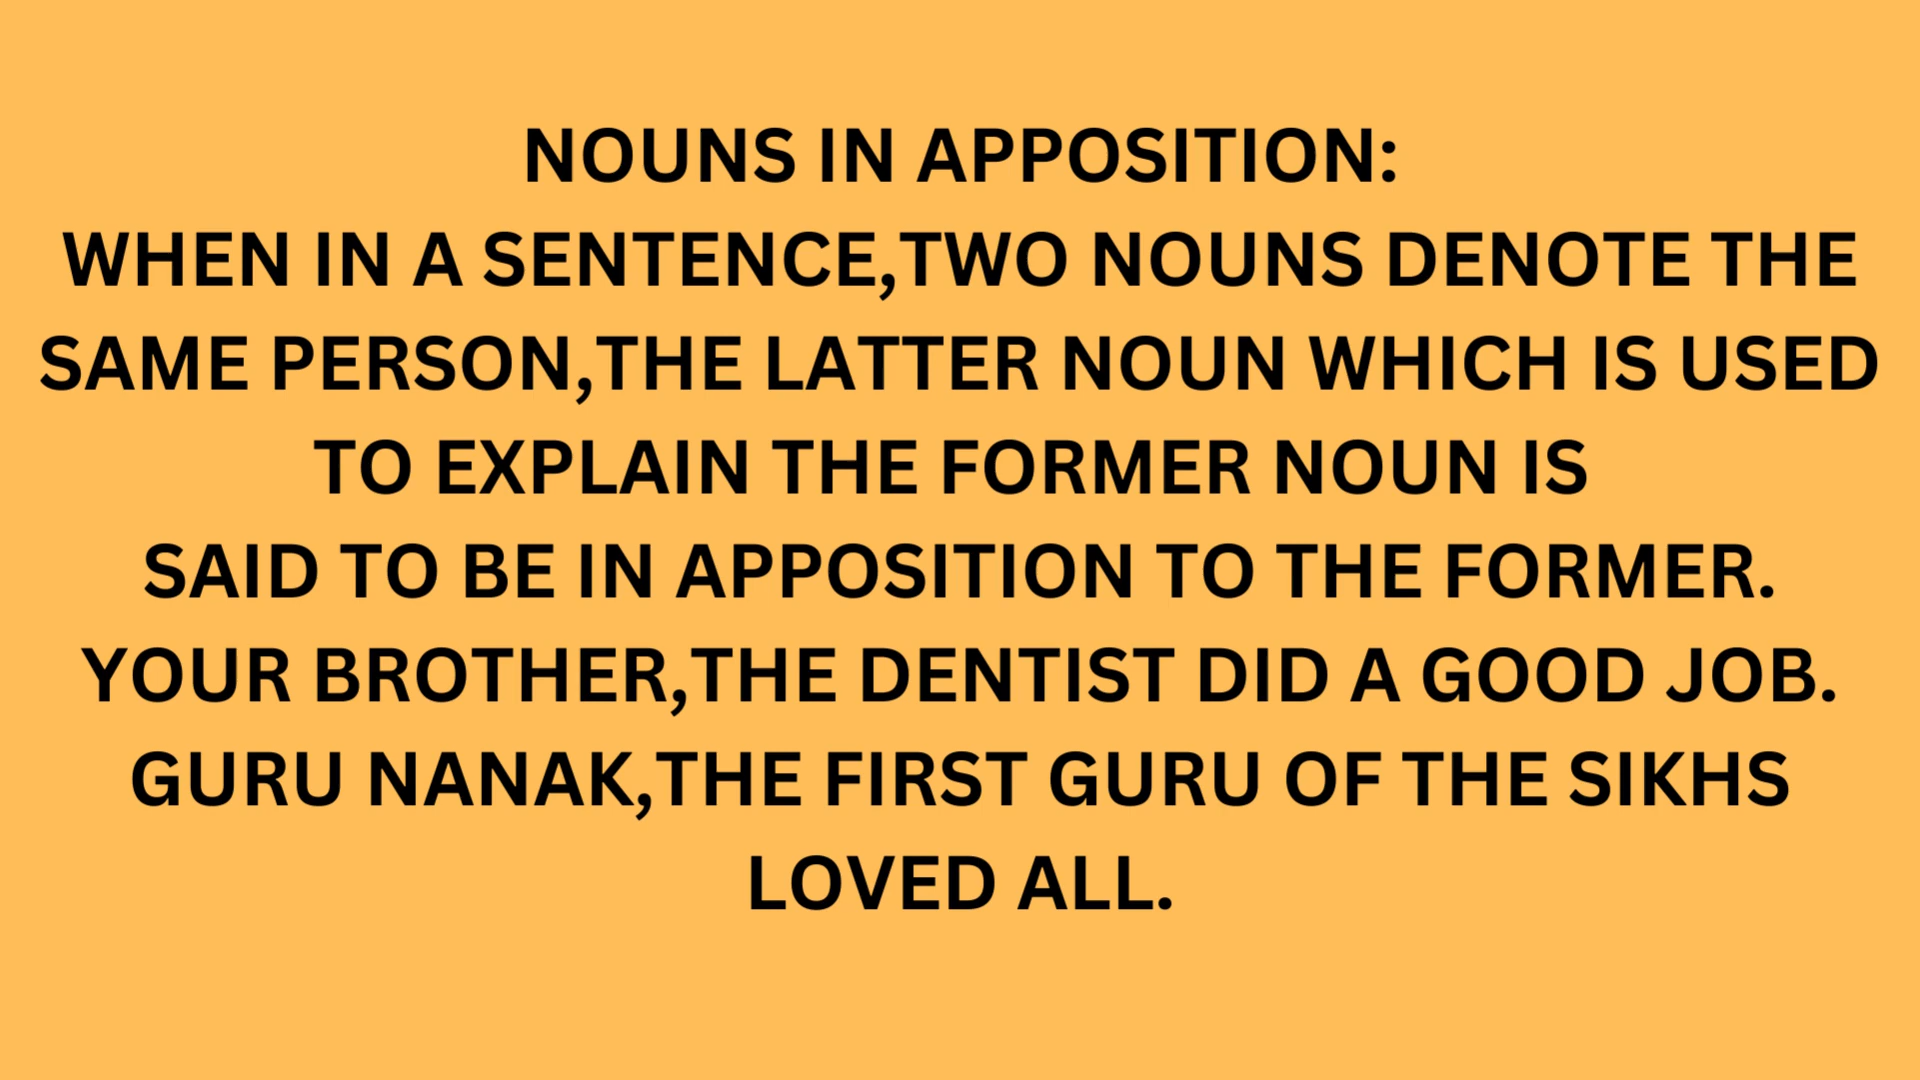 NOUNS IN APPOSITION:
WHEN IN A SENTENCE,TWO NOUNS DENOTE THE
SAME PERSON,THE LATTER NOUN WHICH IS USED
TO EXPLAIN THE FORMER NOUN IS
SAID TO BE IN APPOSITION TO THE FORMER.
YOUR BROTHER,THE DENTIST DID A GOOD JOB.
GURU NANAK,THE FIRST GURU OF THE SIKHS
LOVED ALL.